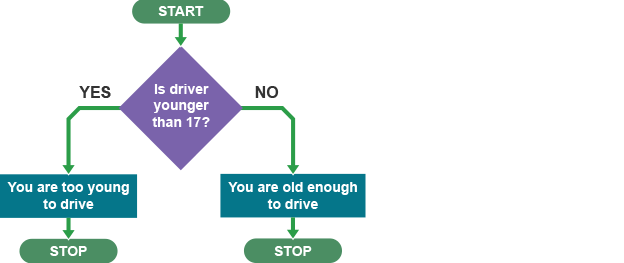 START
Is driver
younger
than 17?
YES
NO
You are too young
to drive
You are old enough
to drive
STOP
STOP